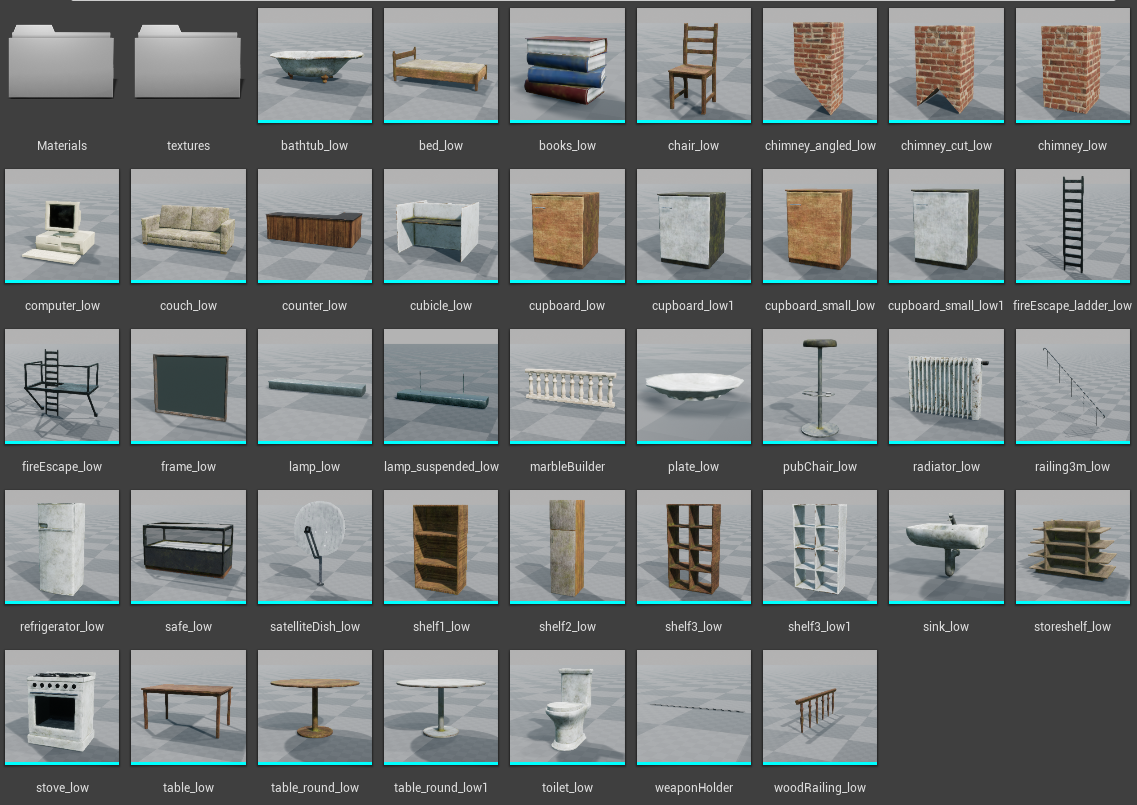 Materials
textures
bathtub_low
bed_low
books_low
chair_low
chimney_angled_low
chimney_cut_low
chimney_low
computer_low
couch_low
counter_low
cubicle_low
cupboard_low
cupboard_low1
cupboard_small_low
cupboard_small_low1
fireEscape_ladder_low
fireEscape_low
frame_low
lamp_low
lamp_suspended_low
marbleBuilder
plate_low
pubChair_low
radiator_low
railing3m_low
refrigerator_low
safe_low
satelliteDish_low
shelf1_low
shelf2_low
shelf3_low
shelf3_low1
sink_low
storeshelf_low
stove_low
table_low
table_round_low
table_round_low1
toilet_low
weaponHolder
woodRailing_low